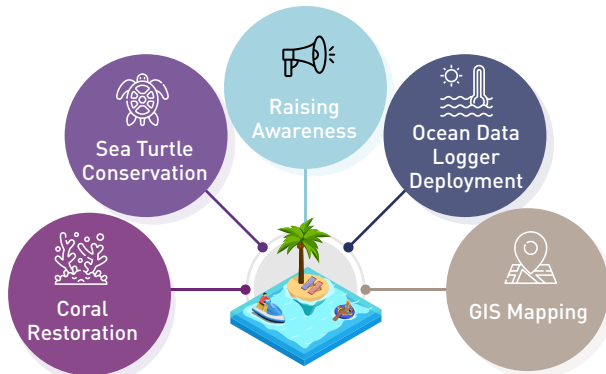 Raising
Awareness
Sea Turtle
Conservation
Ocean Data
Logger
Deployment
Coral
Restoration
GIS Mapping